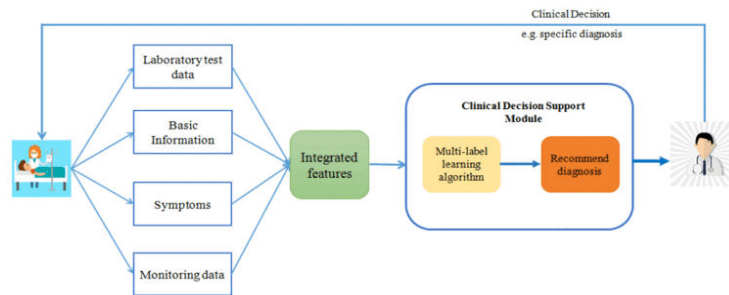 Clinical Decision
e.g. specific diagnosis
Laboratory test
data
Basic
Information
Symptoms
Monitoring data
Integrated
features
Clinical Decision Support
Module
Multi-label
learning
algorithm
Recommend
diagnosis